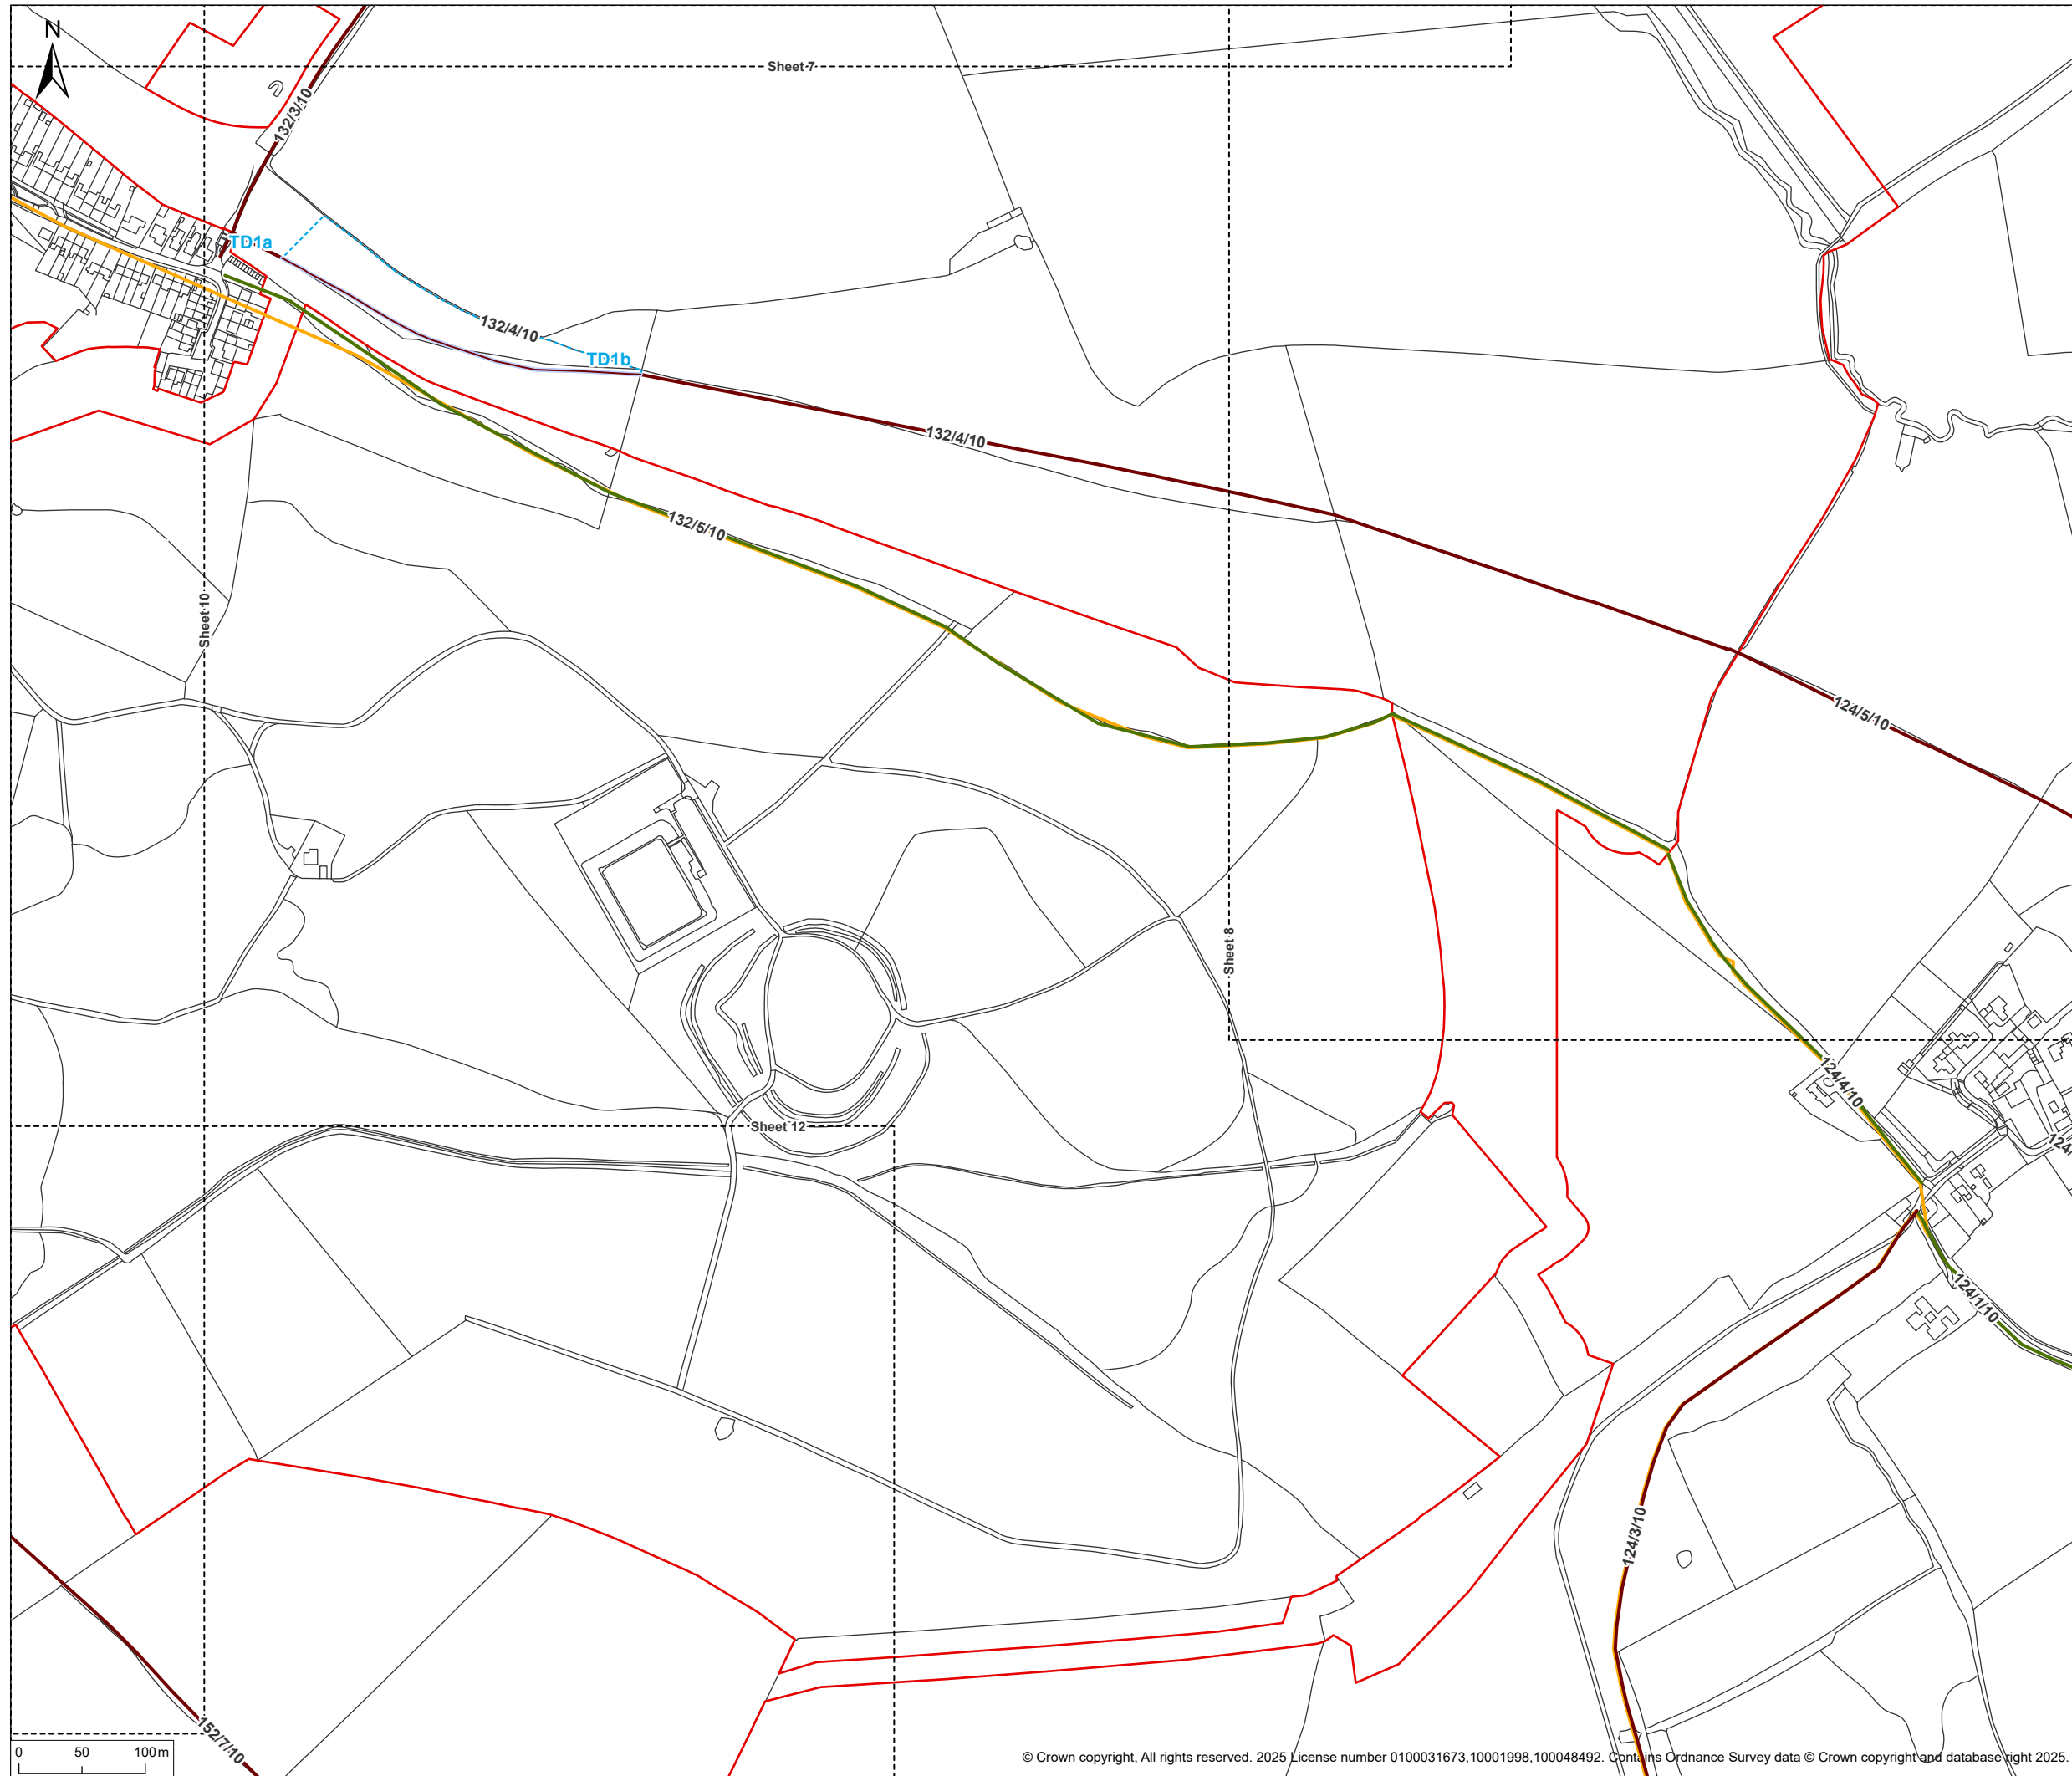 N
Sheet 7
132/3/10
TD1a
132/4/10
TD1b
132/4/10
132/5/10
Sheet 10
124/5/10
Sheet 8
124/4/10
Sheet 12
124/
124/1/10
124/3/10
152/7/10
0 50 100 m
© Crown copyright, All rights reserved. 2025 License number 0100031673,10001998,100048492. Contains Ordnance Survey data © Crown copyright and database right 2025.